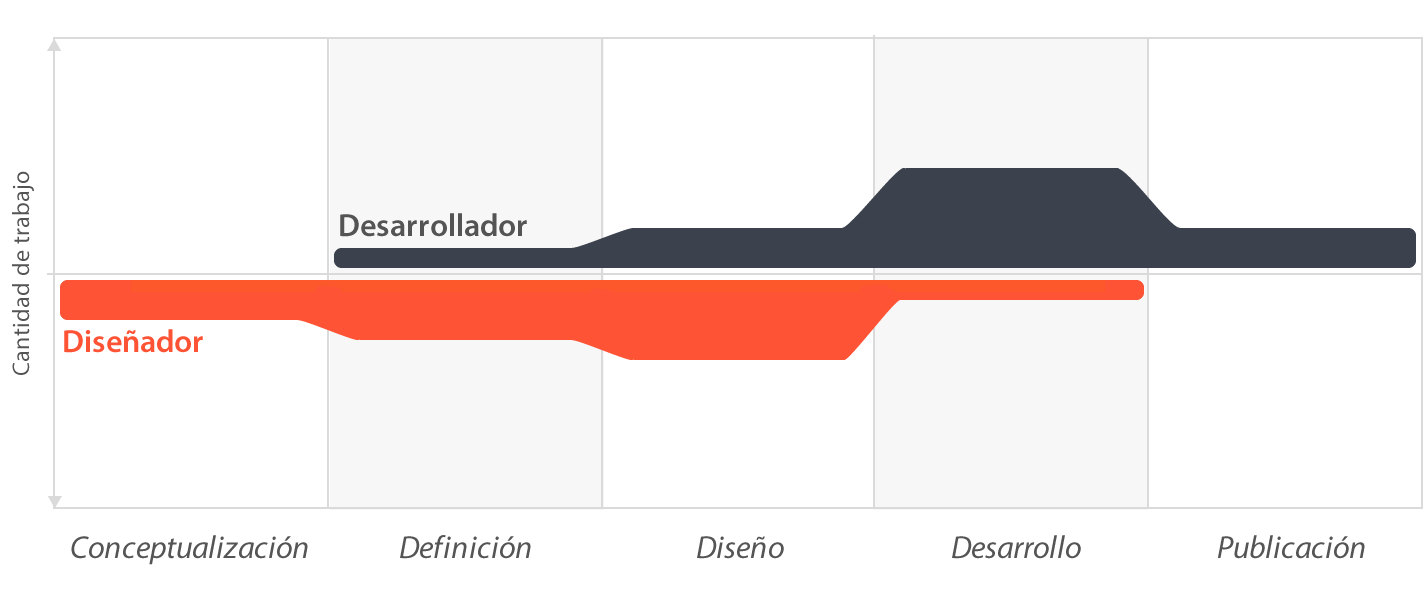 Cantidad de trabajo
Desarrollador
Diseñador
Conceptualización
Definición
Diseño
Desarrollo
Publicación